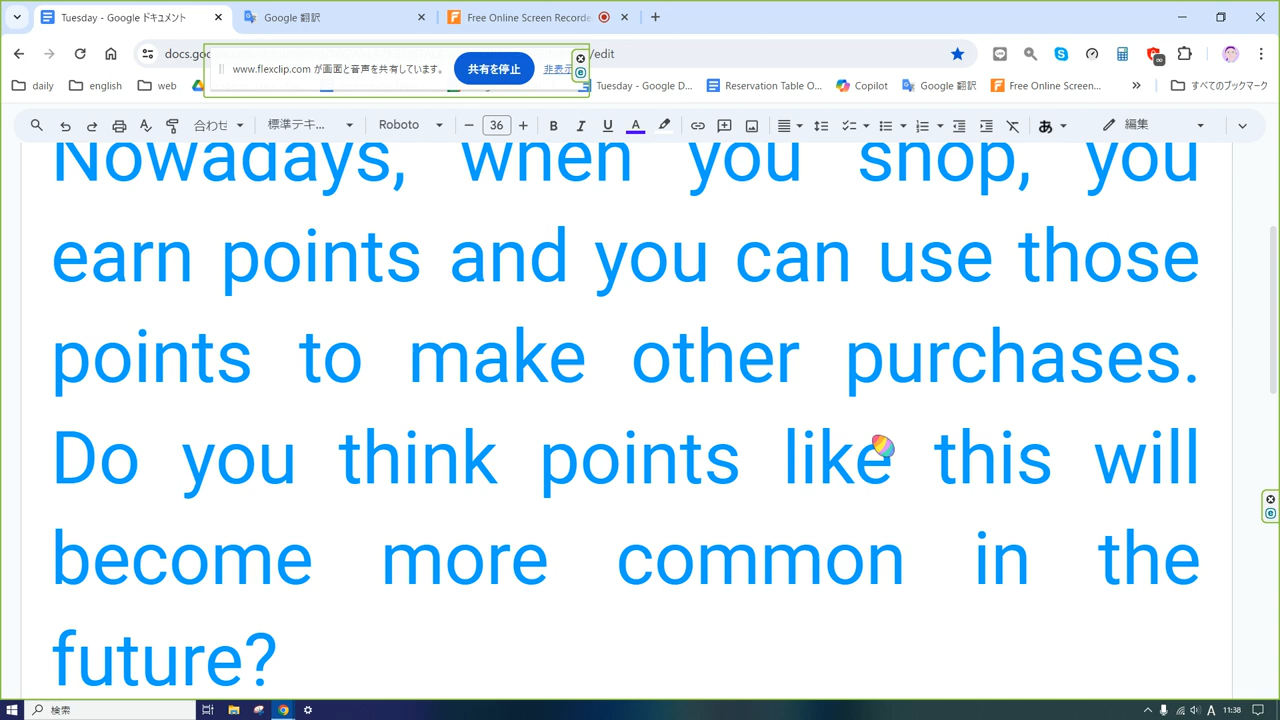 Tuesday - Google ドキュメント
Google 翻訳
Free Online Screen Recorde
docs.goo
/edit
www.flexclip.com が画面と音声を共有しています。
共有を停止
非表示
daily
english
web
Tuesday - Google D...
Reservation Table O...
Copilot
Google 翻訳
Free Online Screen...
すべてのブックマーク
合わせ
標準テキ...
Roboto
36
編集
Nowadays, when you shop, you
earn points and you can use those
points to make other purchases.
Do you think points like this will
become more common in the
future?
検索
A
11:38